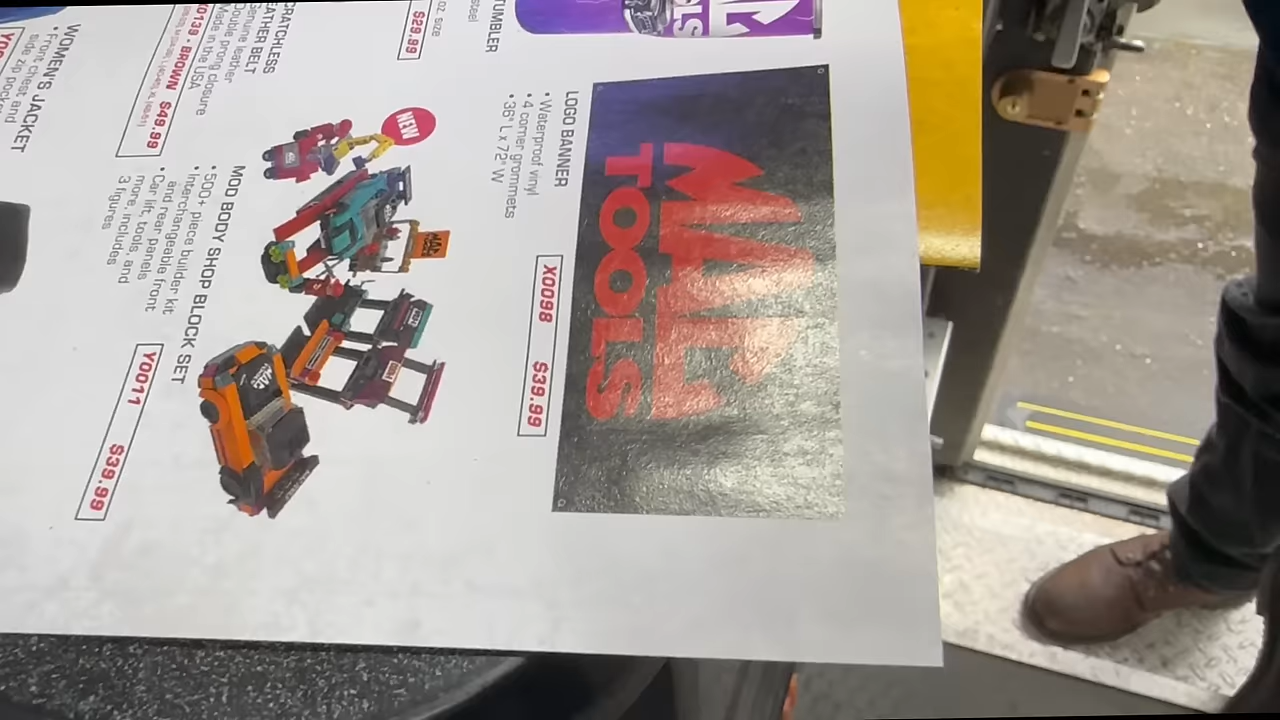 TUMBLER
OZ. SIZE
$29.99
LOGO BANNER
• Waterproof vinyl
• 4 corner grommets
• 36" L x 72" W
X0098 $39.99
MAC
TOOLS
LEATHER BELT
Genuine leather
Double prong closure
Made in the USA
BROWN $49.99
NEW
MOD BODY SHOP BLOCK SET
• 500+ piece builder kit
• Interchangeable front
and rear panels
• Car lift, tools, and
more, includes
3 figures
Y0011 $39.99
WOMEN'S JACKET
• Front chest and
side zip pocket